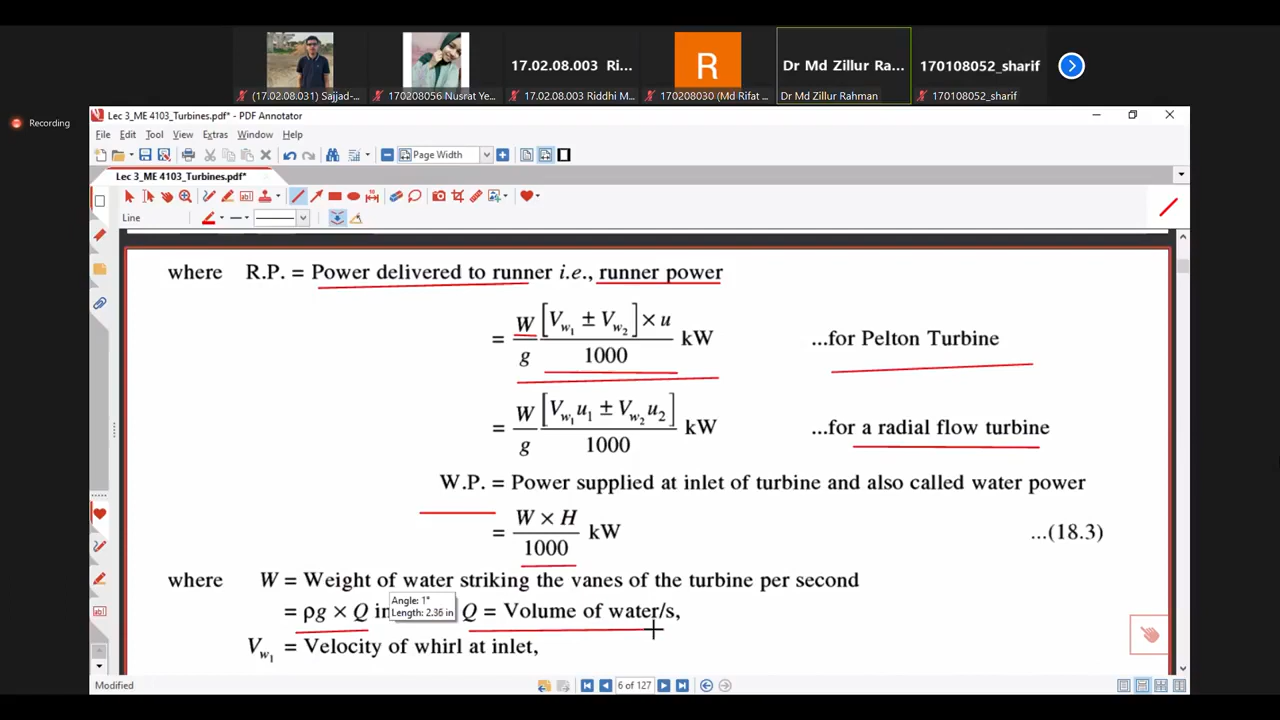 17.02.08.003 Ri...
R
Dr Md Zillur Ra...
170108052_sharif
(17.02.08.031) Sajjad-...
170208056 Nusrat Ye...
17.02.08.003 Riddhi M...
170208030 (Md Rifat ...
Dr Md Zillur Rahman
170108052_sharif
Recording
Lec 3_ME 4103_Turbines.pdf* - PDF Annotator
File Edit Tool View Extras Window Help
Page Width
Lec 3_ME 4103_Turbines.pdf*
Line
where R.P. = Power delivered to runner i.e., runner power
= W/g [V_w1 ± V_w2] × u / 1000 kW ...for Pelton Turbine
= W/g [V_w1 u_1 ± V_w2 u_2] / 1000 kW ...for a radial flow turbine
W.P. = Power supplied at inlet of turbine and also called water power
= W × H / 1000 kW ...(18.3)
where W = Weight of water striking the vanes of the turbine per second
= ρg × Q in Q = Volume of water/s,
Angle: 1°
Length: 2.36 in
V_w1 = Velocity of whirl at inlet,
Modified
6 of 127